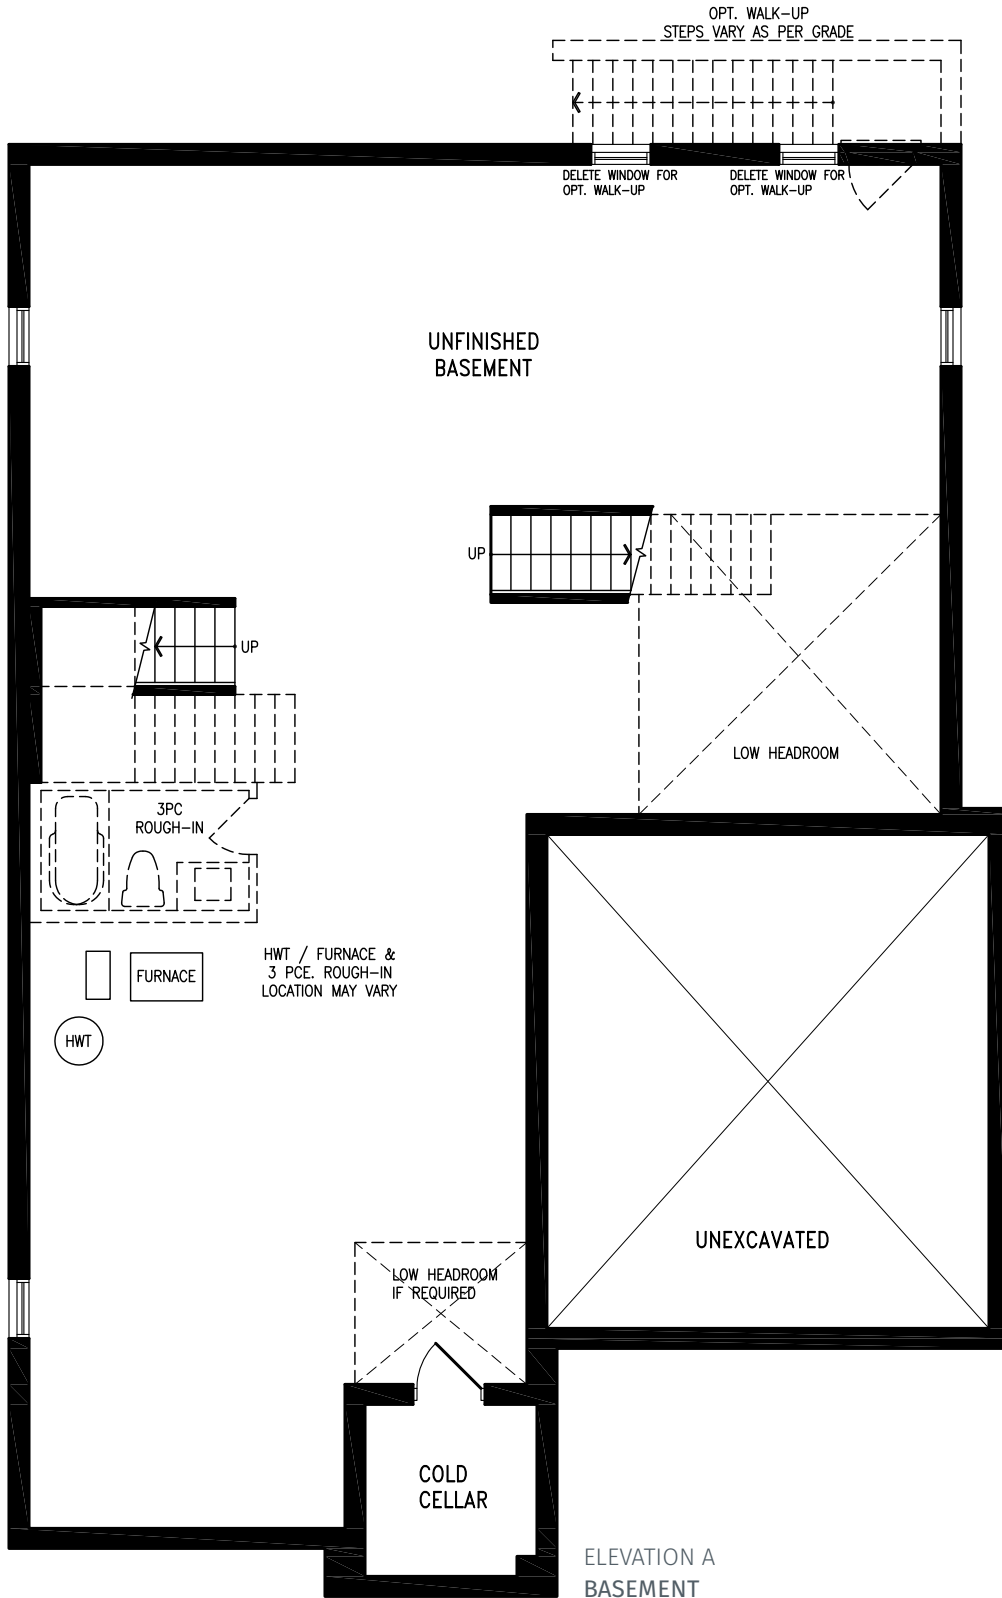 OPT. WALK-UP
STEPS VARY AS PER GRADE
DELETE WINDOW FOR
OPT. WALK-UP
DELETE WINDOW FOR
OPT. WALK-UP
UNFINISHED
BASEMENT
UP
UP
LOW HEADROOM
3PC
ROUGH-IN
HWT / FURNACE &
3 PCE. ROUGH-IN
LOCATION MAY VARY
FURNACE
HWT
UNEXCAVATED
LOW HEADROOM
IF REQUIRED
COLD
CELLAR
ELEVATION A
BASEMENT